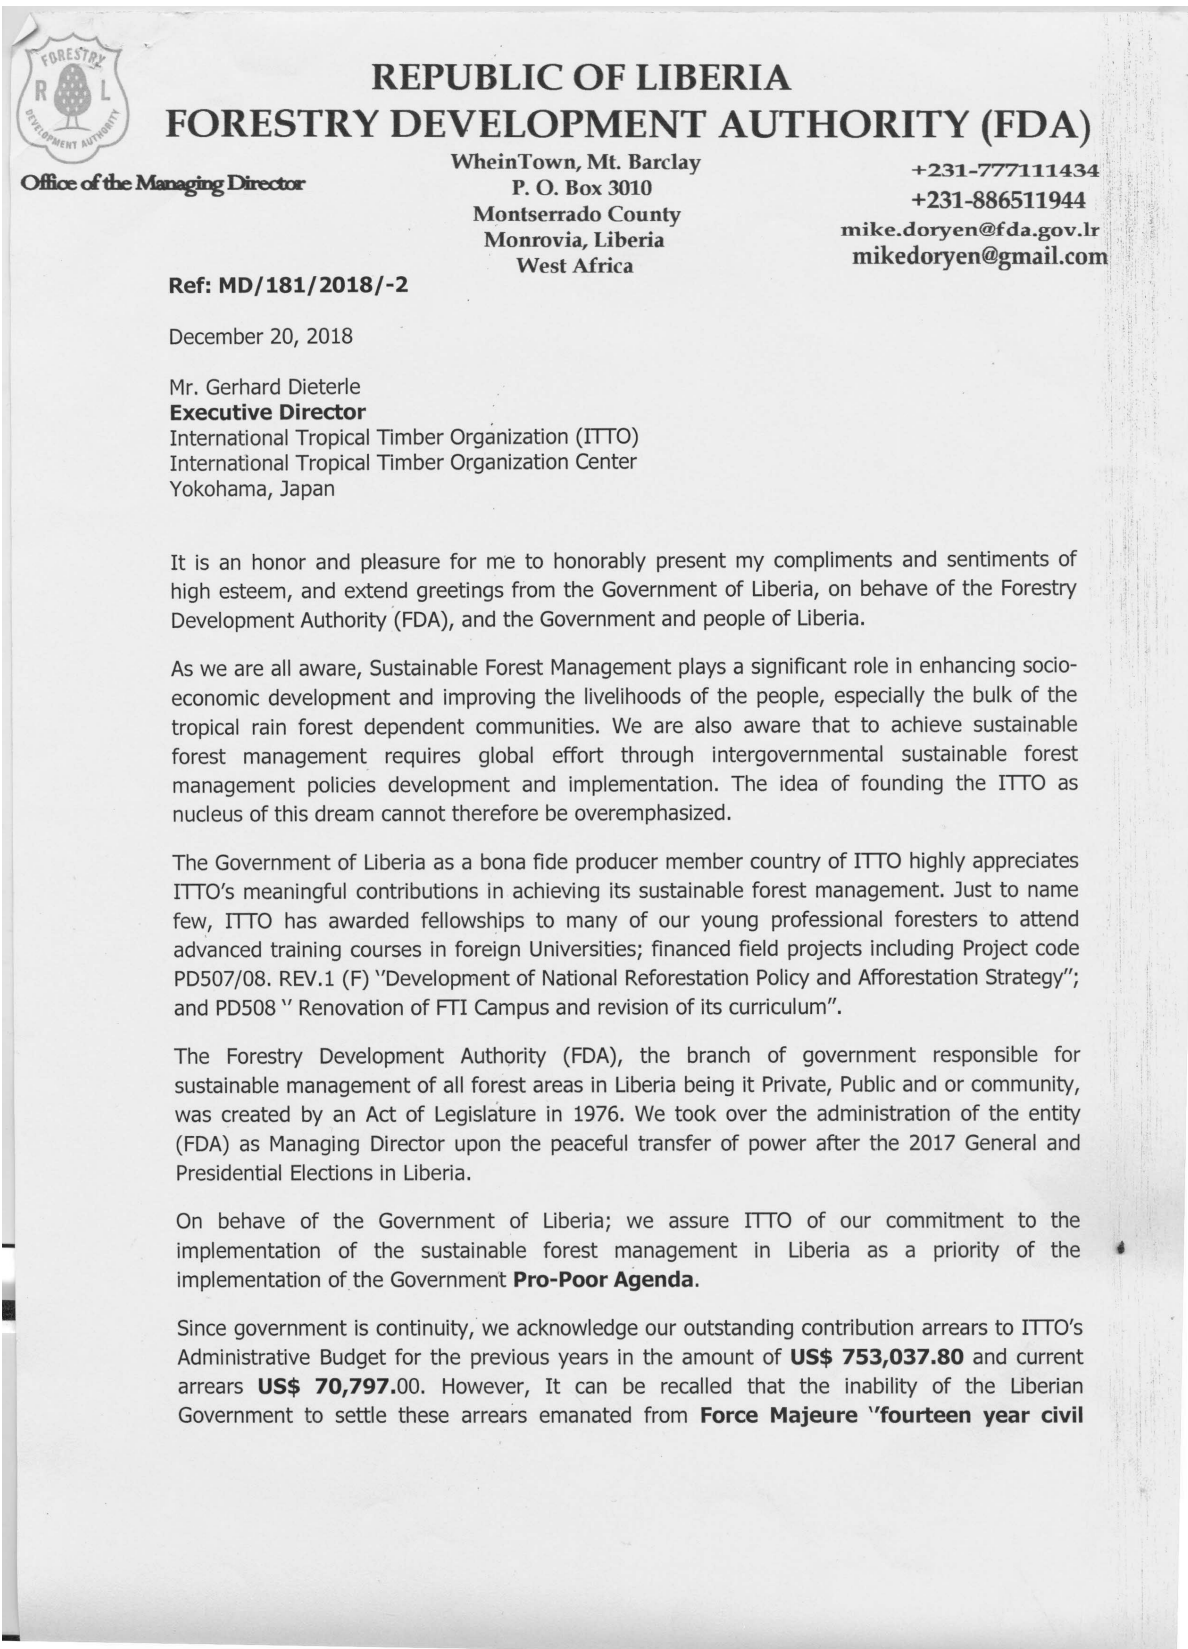 FORESTRY
R L
DEVELOPMENT AUTHORITY
REPUBLIC OF LIBERIA
FORESTRY DEVELOPMENT AUTHORITY (FDA)
Office of the Managing Director
WheinTown, Mt. Barclay
P. O. Box 3010
Montserrado County
Monrovia, Liberia
West Africa
+231-777111434
+231-886511944
mike.doryen@fda.gov.lr
mikedoryen@gmail.com
Ref: MD/181/2018/-2
December 20, 2018
Mr. Gerhard Dieterle
Executive Director
International Tropical Timber Organization (ITTO)
International Tropical Timber Organization Center
Yokohama, Japan
It is an honor and pleasure for me to honorably present my compliments and sentiments of
high esteem, and extend greetings from the Government of Liberia, on behave of the Forestry
Development Authority (FDA), and the Government and people of Liberia.
As we are all aware, Sustainable Forest Management plays a significant role in enhancing socio-
economic development and improving the livelihoods of the people, especially the bulk of the
tropical rain forest dependent communities. We are also aware that to achieve sustainable
forest management requires global effort through intergovernmental sustainable forest
management policies development and implementation. The idea of founding the ITTO as
nucleus of this dream cannot therefore be overemphasized.
The Government of Liberia as a bona fide producer member country of ITTO highly appreciates
ITTO's meaningful contributions in achieving its sustainable forest management. Just to name
few, ITTO has awarded fellowships to many of our young professional foresters to attend
advanced training courses in foreign Universities; financed field projects including Project code
PD507/08. REV.1 (F) "Development of National Reforestation Policy and Afforestation Strategy";
and PD508 " Renovation of FTI Campus and revision of its curriculum".
The Forestry Development Authority (FDA), the branch of government responsible for
sustainable management of all forest areas in Liberia being it Private, Public and or community,
was created by an Act of Legislature in 1976. We took over the administration of the entity
(FDA) as Managing Director upon the peaceful transfer of power after the 2017 General and
Presidential Elections in Liberia.
On behave of the Government of Liberia; we assure ITTO of our commitment to the
implementation of the sustainable forest management in Liberia as a priority of the
implementation of the Government Pro-Poor Agenda.
Since government is continuity, we acknowledge our outstanding contribution arrears to ITTO's
Administrative Budget for the previous years in the amount of US$ 753,037.80 and current
arrears US$ 70,797.00. However, It can be recalled that the inability of the Liberian
Government to settle these arrears emanated from Force Majeure "fourteen year civil